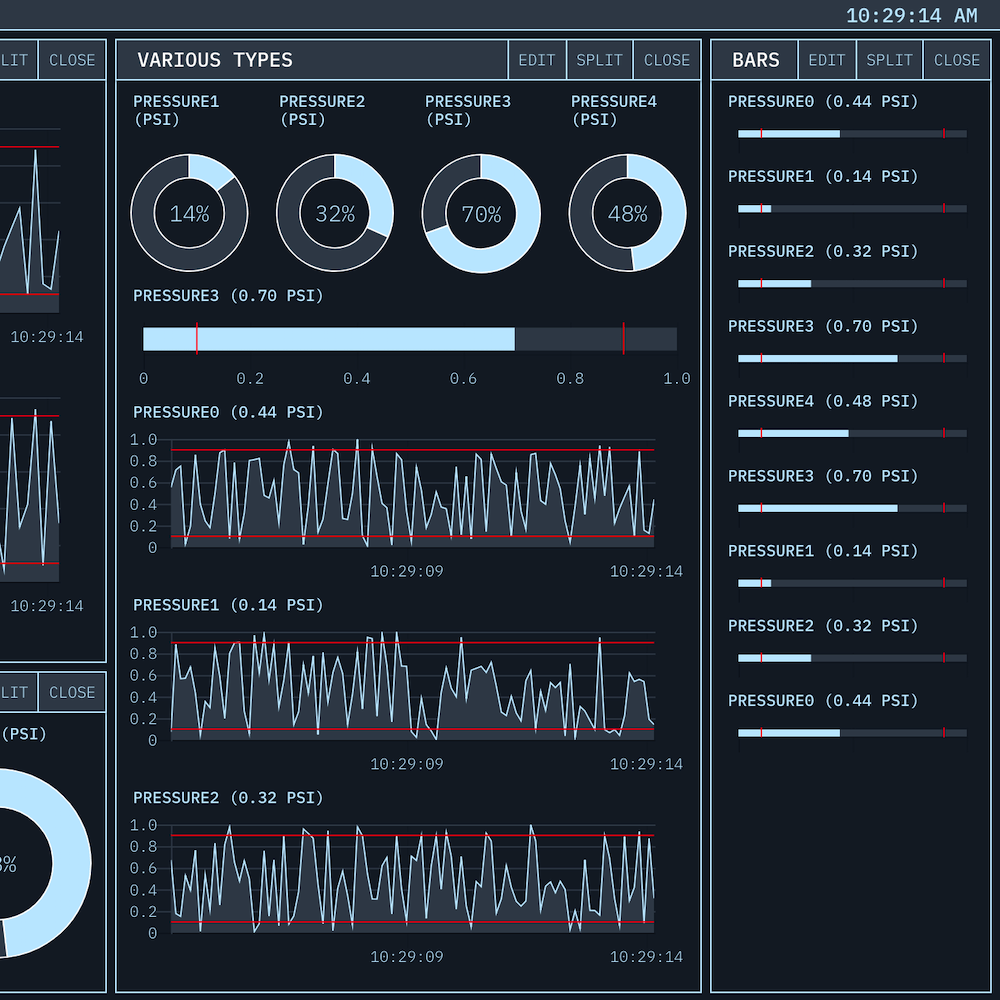 10:29:14 AM
LIT CLOSE
10:29:14
10:29:14
LIT CLOSE
(PSI)
%
VARIOUS TYPES EDIT SPLIT CLOSE
PRESSURE1 PRESSURE2 PRESSURE3 PRESSURE4
(PSI) (PSI) (PSI) (PSI)
14% 32% 70% 48%
PRESSURE3 (0.70 PSI)
0 0.2 0.4 0.6 0.8 1.0
PRESSURE0 (0.44 PSI)
1.0
0.8
0.6
0.4
0.2
0
10:29:09 10:29:14
PRESSURE1 (0.14 PSI)
1.0
0.8
0.6
0.4
0.2
0
10:29:09 10:29:14
PRESSURE2 (0.32 PSI)
1.0
0.8
0.6
0.4
0.2
0
10:29:09 10:29:14
BARS EDIT SPLIT CLOSE
PRESSURE0 (0.44 PSI)
PRESSURE1 (0.14 PSI)
PRESSURE2 (0.32 PSI)
PRESSURE3 (0.70 PSI)
PRESSURE4 (0.48 PSI)
PRESSURE3 (0.70 PSI)
PRESSURE1 (0.14 PSI)
PRESSURE2 (0.32 PSI)
PRESSURE0 (0.44 PSI)